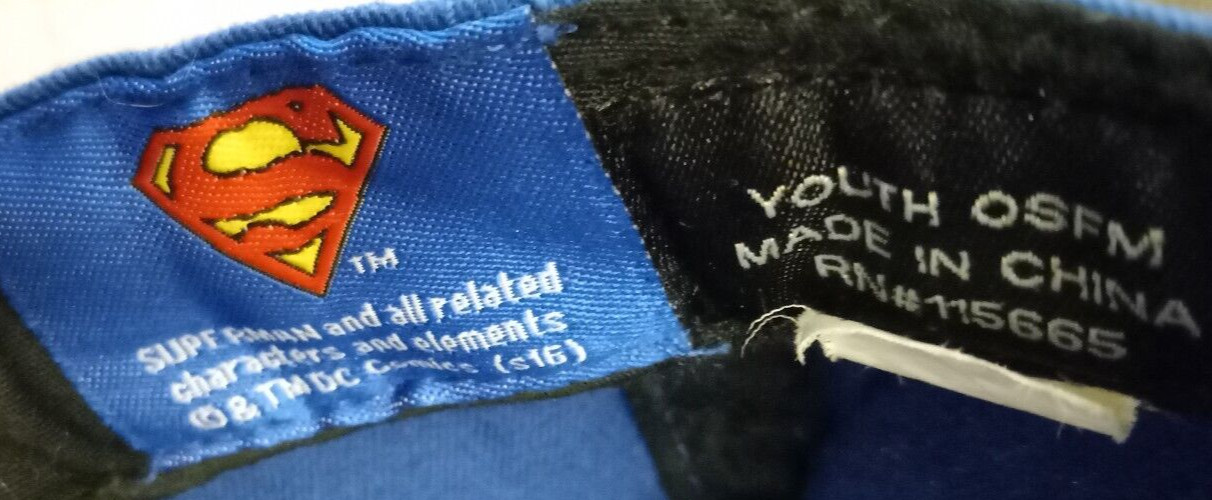 TM
SUPERMAN and all related
characters and elements
© & TM DC Comics (s16)
YOUTH OSFM
MADE IN CHINA
RN#115665